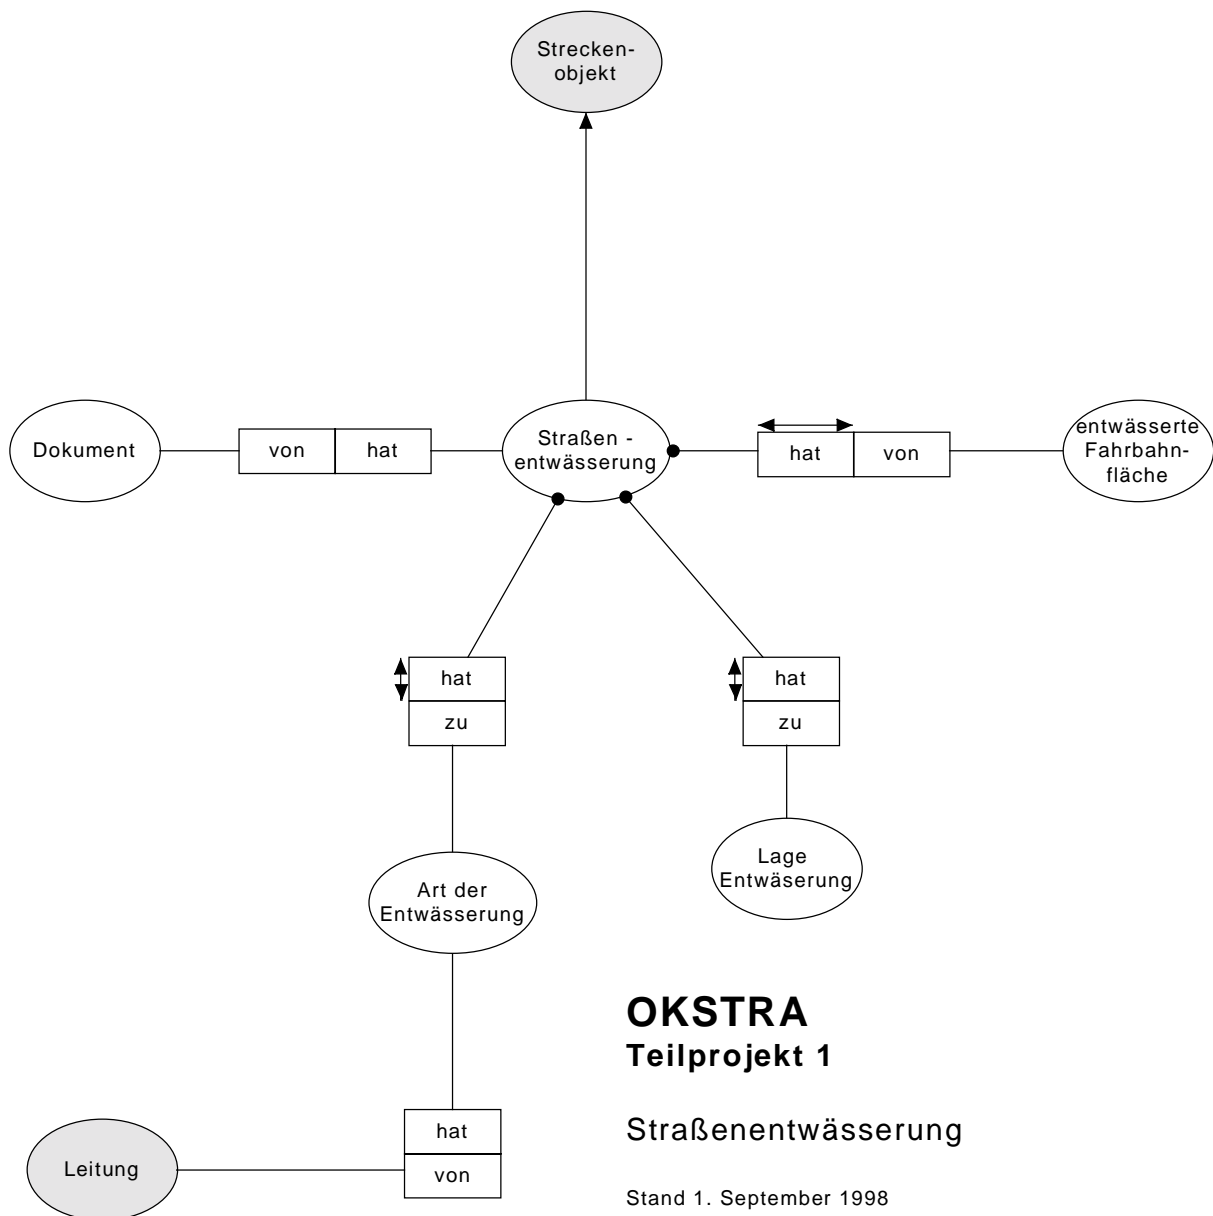 Strecken-
objekt
Dokument
von
hat
Straßen -
entwässerung
hat
von
entwässerte
Fahrbahn-
fläche
hat
zu
hat
zu
Art der
Entwässerung
Lage
Entwäserung
OKSTRA
Teilprojekt 1
Straßenentwässerung
Stand 1. September 1998
hat
von
Leitung